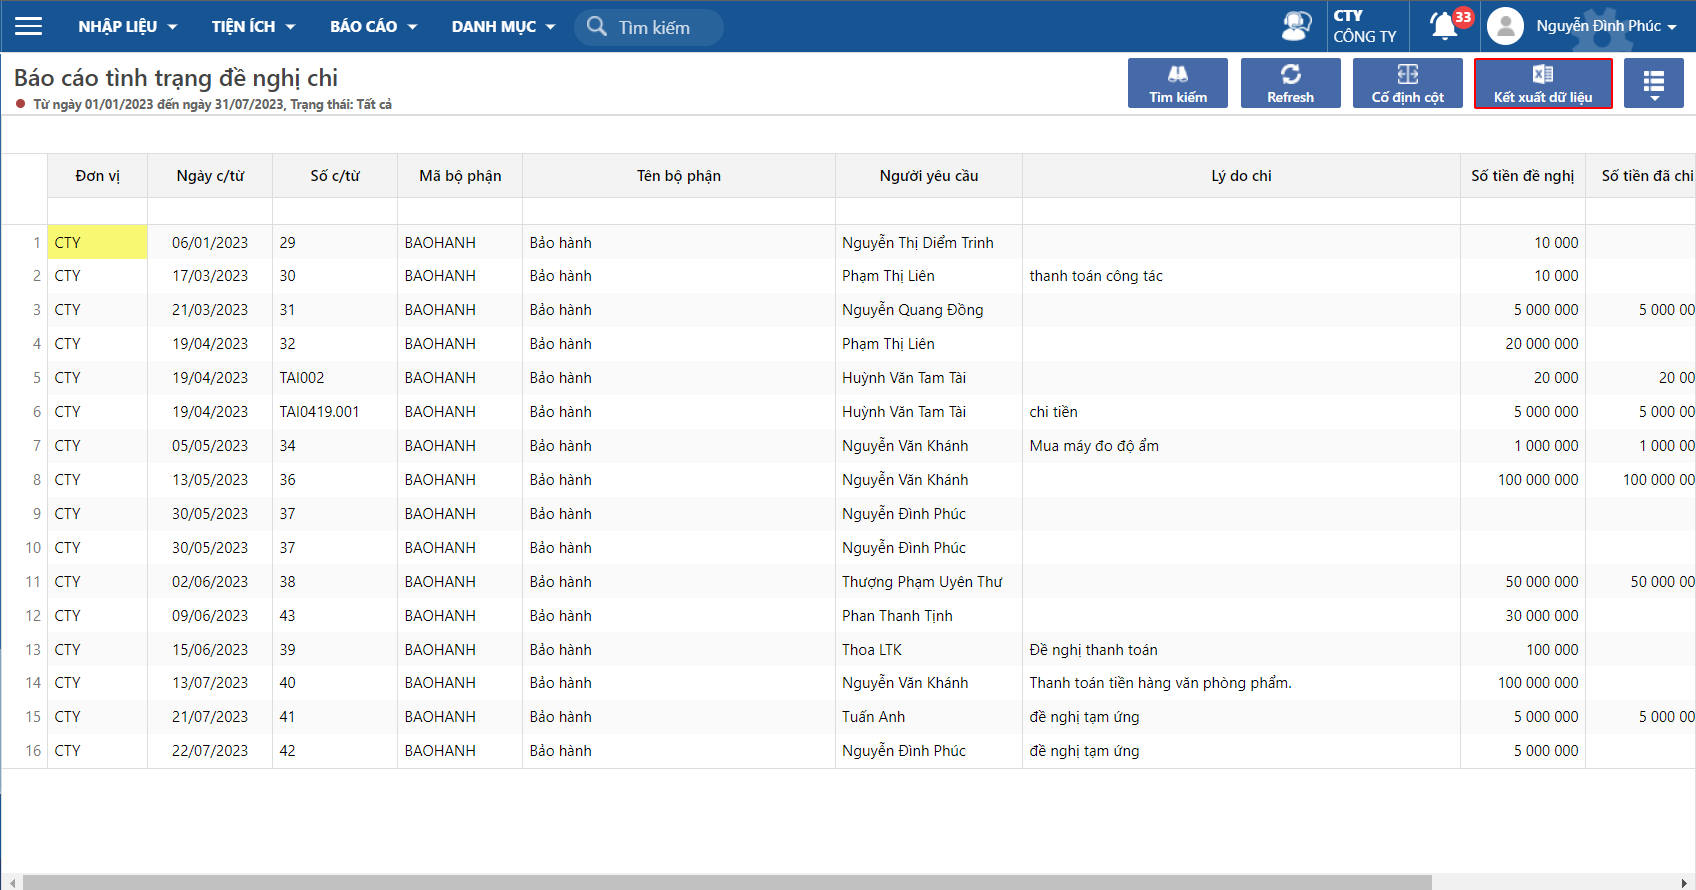 NHẬP LIỆU TIỆN ÍCH BÁO CÁO DANH MỤC Tìm kiếm CTY CÔNG TY 33 Nguyễn Đình Phúc
Báo cáo tình trạng đề nghị chi
Từ ngày 01/01/2023 đến ngày 31/07/2023, Trạng thái: Tất cả
Tìm kiếm Refresh Cố định cột Kết xuất dữ liệu
Đơn vị Ngày c/từ Số c/từ Mã bộ phận Tên bộ phận Người yêu cầu Lý do chi Số tiền đề nghị Số tiền đã chi
1 CTY 06/01/2023 29 BAOHANH Bảo hành Nguyễn Thị Diểm Trinh 10 000
2 CTY 17/03/2023 30 BAOHANH Bảo hành Phạm Thị Liên thanh toán công tác 10 000
3 CTY 21/03/2023 31 BAOHANH Bảo hành Nguyễn Quang Đồng 5 000 000 5 000 00
4 CTY 19/04/2023 32 BAOHANH Bảo hành Phạm Thị Liên 20 000 000
5 CTY 19/04/2023 TAI002 BAOHANH Bảo hành Huỳnh Văn Tam Tài 20 000 20 00
6 CTY 19/04/2023 TAI0419.001 BAOHANH Bảo hành Huỳnh Văn Tam Tài chi tiền 5 000 000 5 000 00
7 CTY 05/05/2023 34 BAOHANH Bảo hành Nguyễn Văn Khánh Mua máy đo độ ẩm 1 000 000 1 000 00
8 CTY 13/05/2023 36 BAOHANH Bảo hành Nguyễn Văn Khánh 100 000 000 100 000 00
9 CTY 30/05/2023 37 BAOHANH Bảo hành Nguyễn Đình Phúc
10 CTY 30/05/2023 37 BAOHANH Bảo hành Nguyễn Đình Phúc
11 CTY 02/06/2023 38 BAOHANH Bảo hành Thượng Phạm Uyên Thư 50 000 000 50 000 00
12 CTY 09/06/2023 43 BAOHANH Bảo hành Phan Thanh Tịnh 30 000 000
13 CTY 15/06/2023 39 BAOHANH Bảo hành Thoa LTK Đề nghị thanh toán 100 000
14 CTY 13/07/2023 40 BAOHANH Bảo hành Nguyễn Văn Khánh Thanh toán tiền hàng văn phòng phẩm. 100 000 000
15 CTY 21/07/2023 41 BAOHANH Bảo hành Tuấn Anh đề nghị tạm ứng 5 000 000 5 000 00
16 CTY 22/07/2023 42 BAOHANH Bảo hành Nguyễn Đình Phúc đề nghị tạm ứng 5 000 000